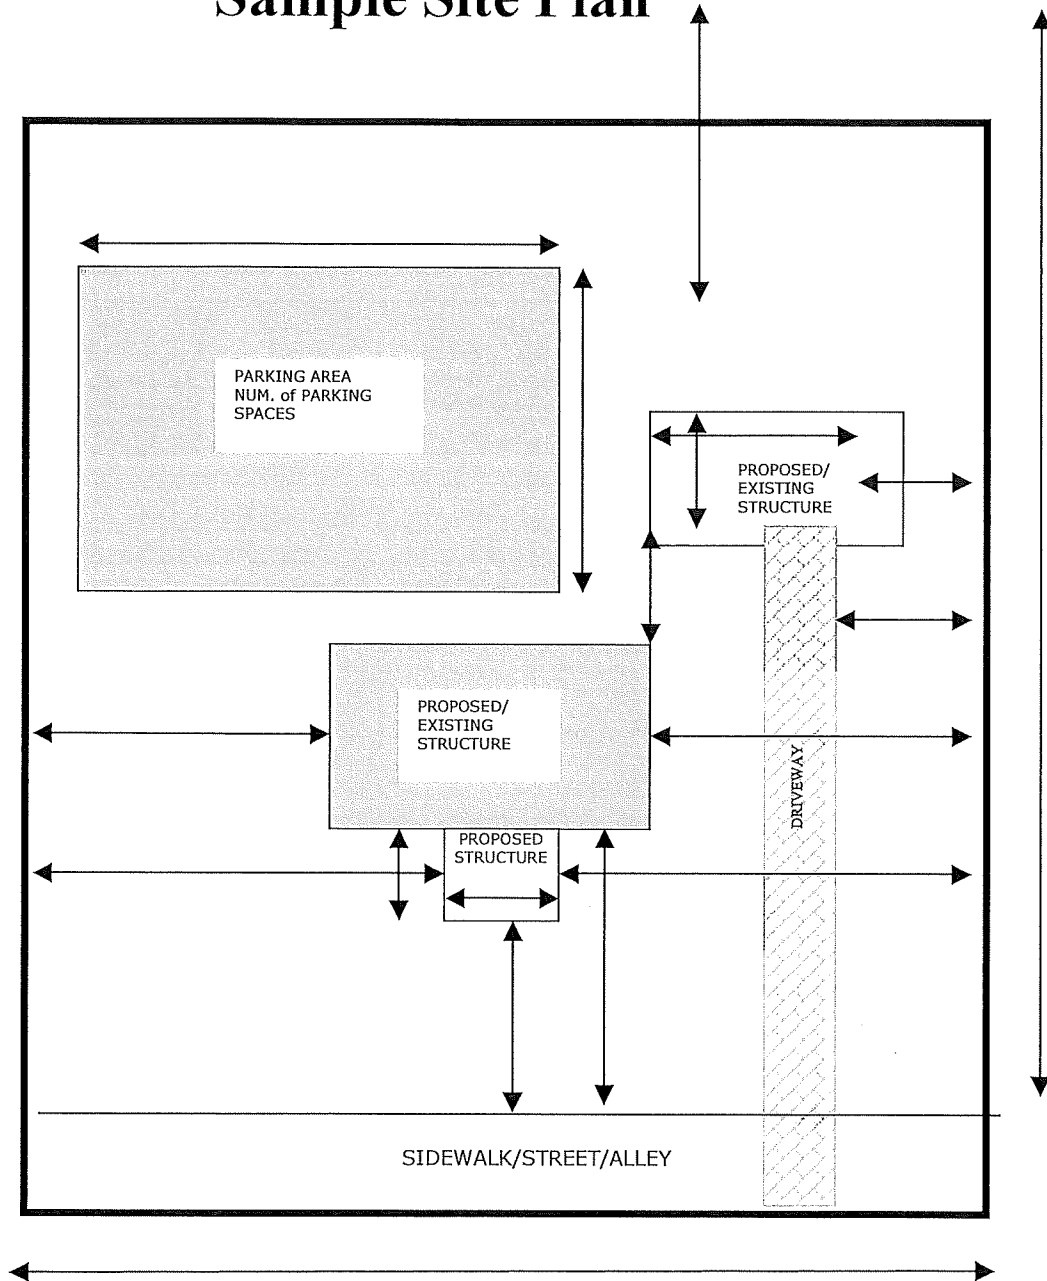 Sample Site Plan
PARKING AREA
NUM. of PARKING
SPACES
PROPOSED/
EXISTING
STRUCTURE
PROPOSED/
EXISTING
STRUCTURE
DRIVEWAY
PROPOSED
STRUCTURE
SIDEWALK/STREET/ALLEY